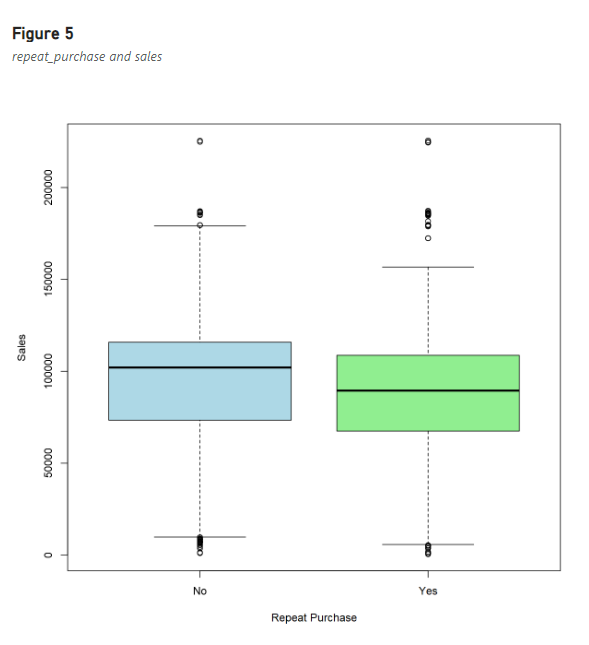 Figure 5
repeat_purchase and sales
200000
150000
100000
50000
0
Sales
No
Yes
Repeat Purchase